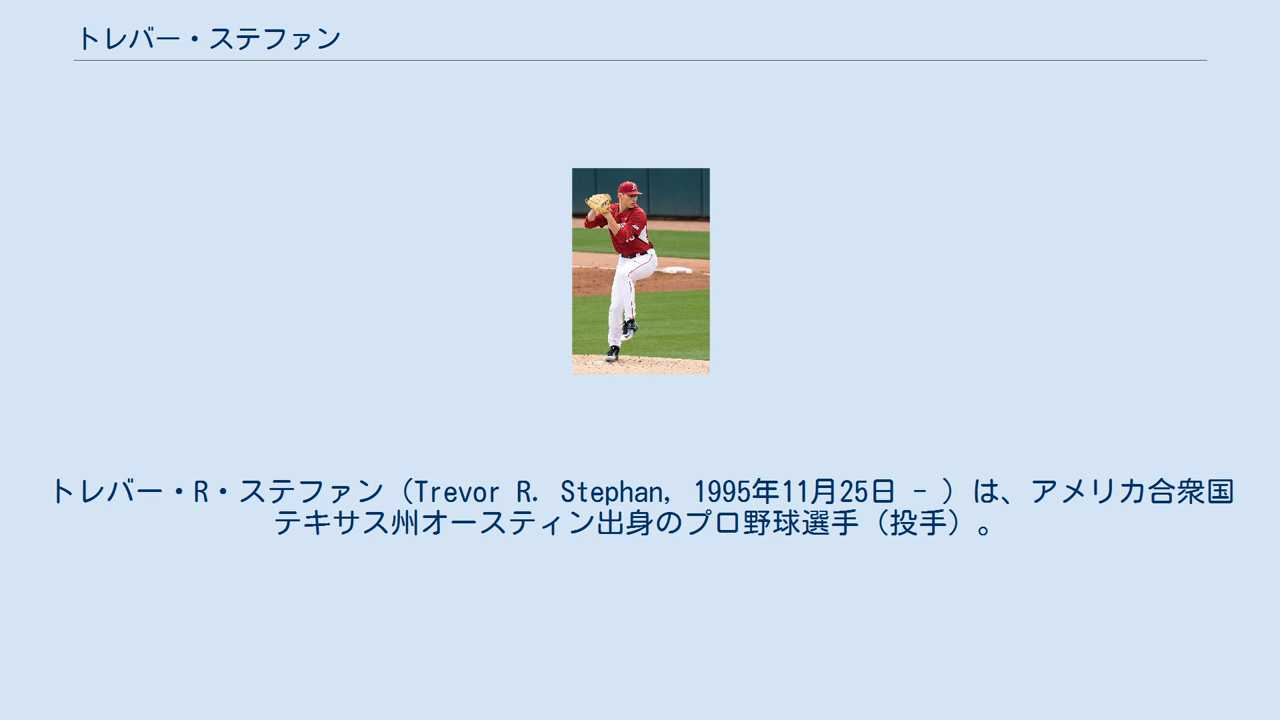 トレバー・ステファン
トレバー・R・ステファン（Trevor R. Stephan, 1995年11月25日 - ）は、アメリカ合衆国
テキサス州オースティン出身のプロ野球選手（投手）。